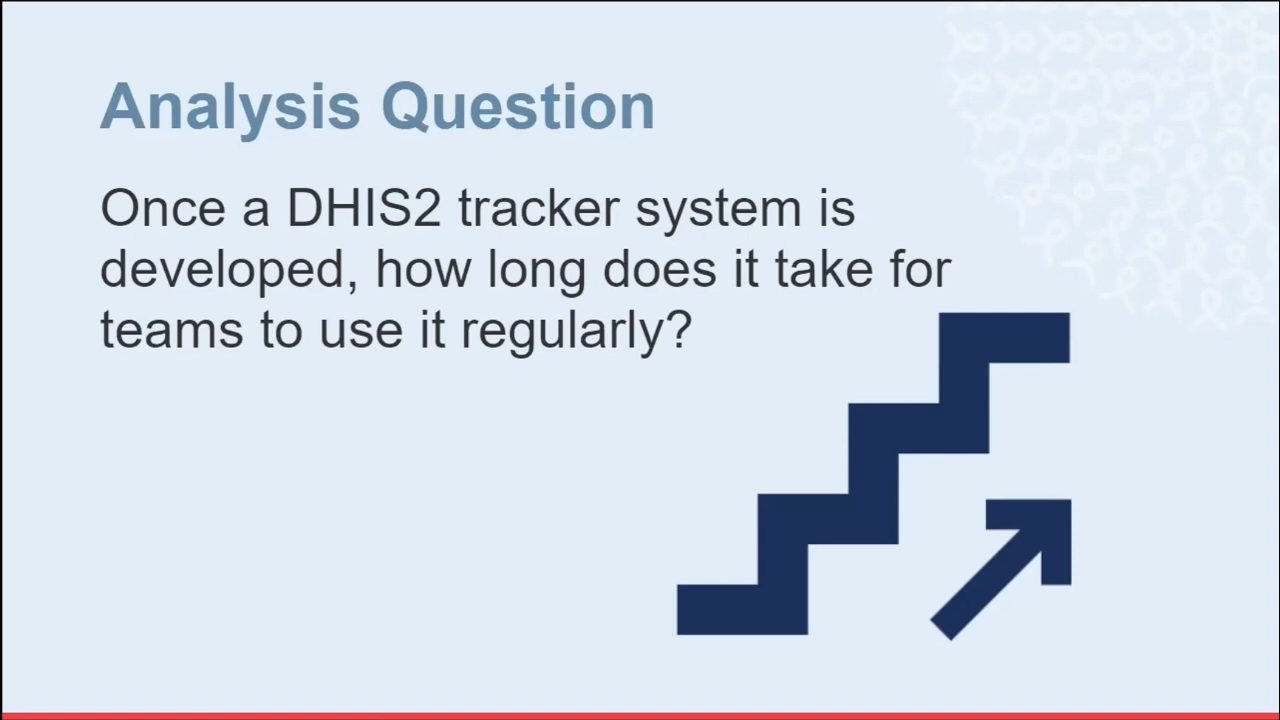 Analysis Question
Once a DHIS2 tracker system is
developed, how long does it take for
teams to use it regularly?